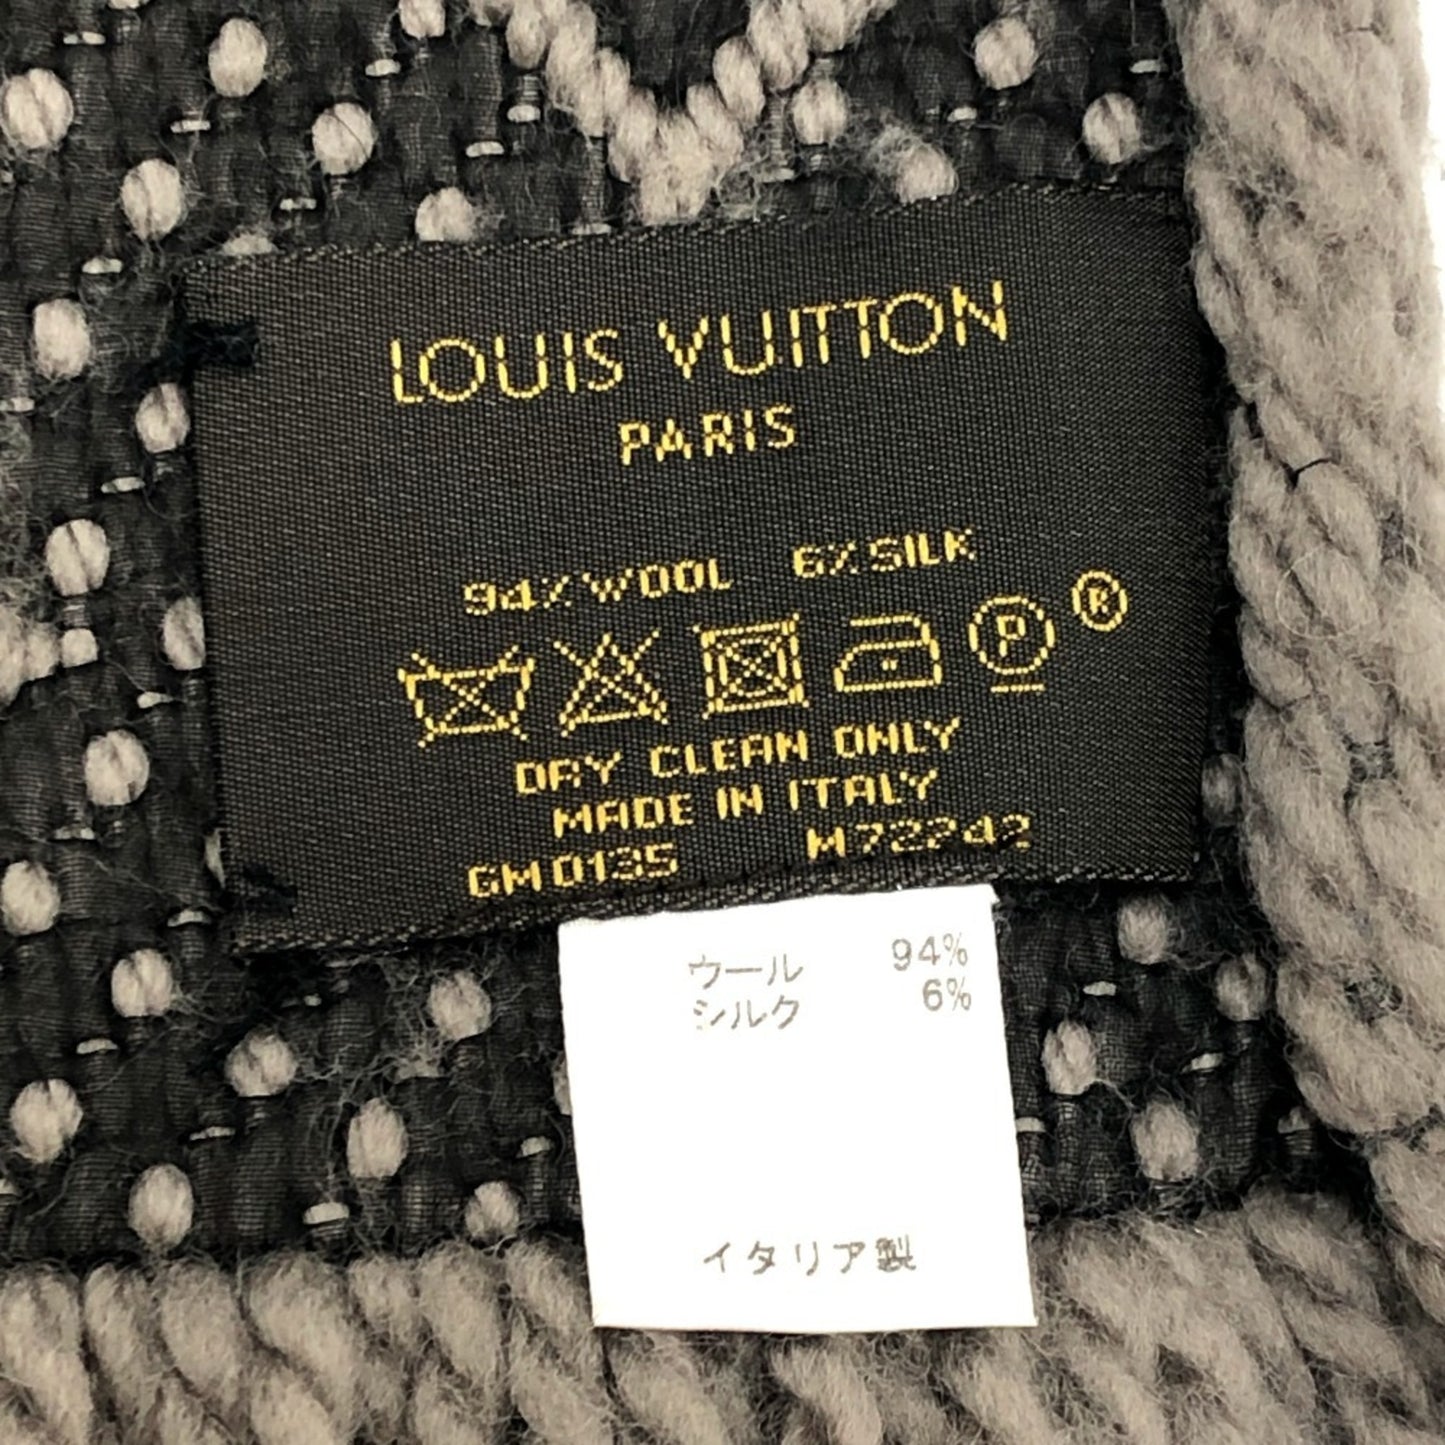 LOUIS VUITTON
PARIS
94% WOOL 6% SILK
P ®
DRY CLEAN ONLY
MADE IN ITALY
GM0135 M72242
ウール 94%
シルク 6%
イタリア製